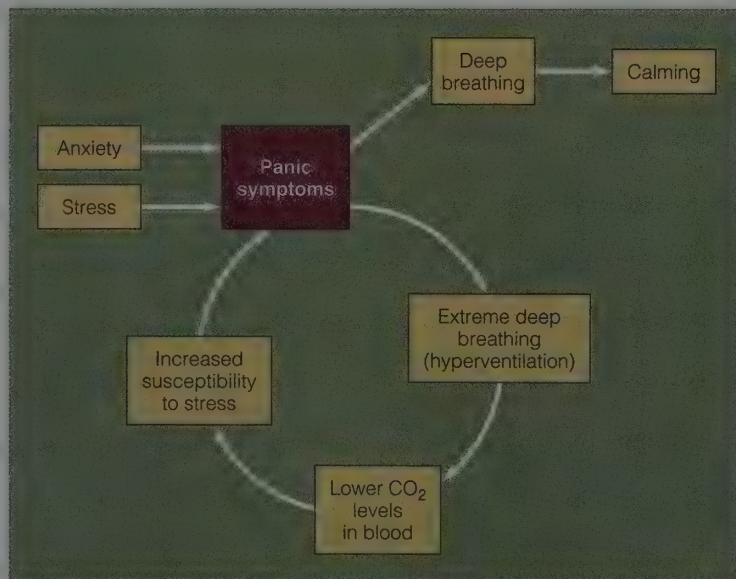 Deep
breathing
Calming
Anxiety
Panic
symptoms
Stress
Extreme deep
breathing
(hyperventilation)
Increased
susceptibility
to stress
Lower CO₂
levels
in blood